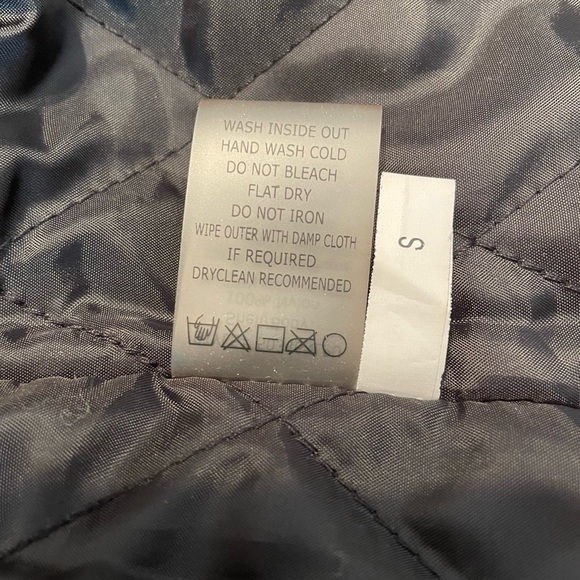 WASH INSIDE OUT
HAND WASH COLD
DO NOT BLEACH
FLAT DRY
DO NOT IRON
WIPE OUTER WITH DAMP CLOTH
IF REQUIRED
DRYCLEAN RECOMMENDED
S